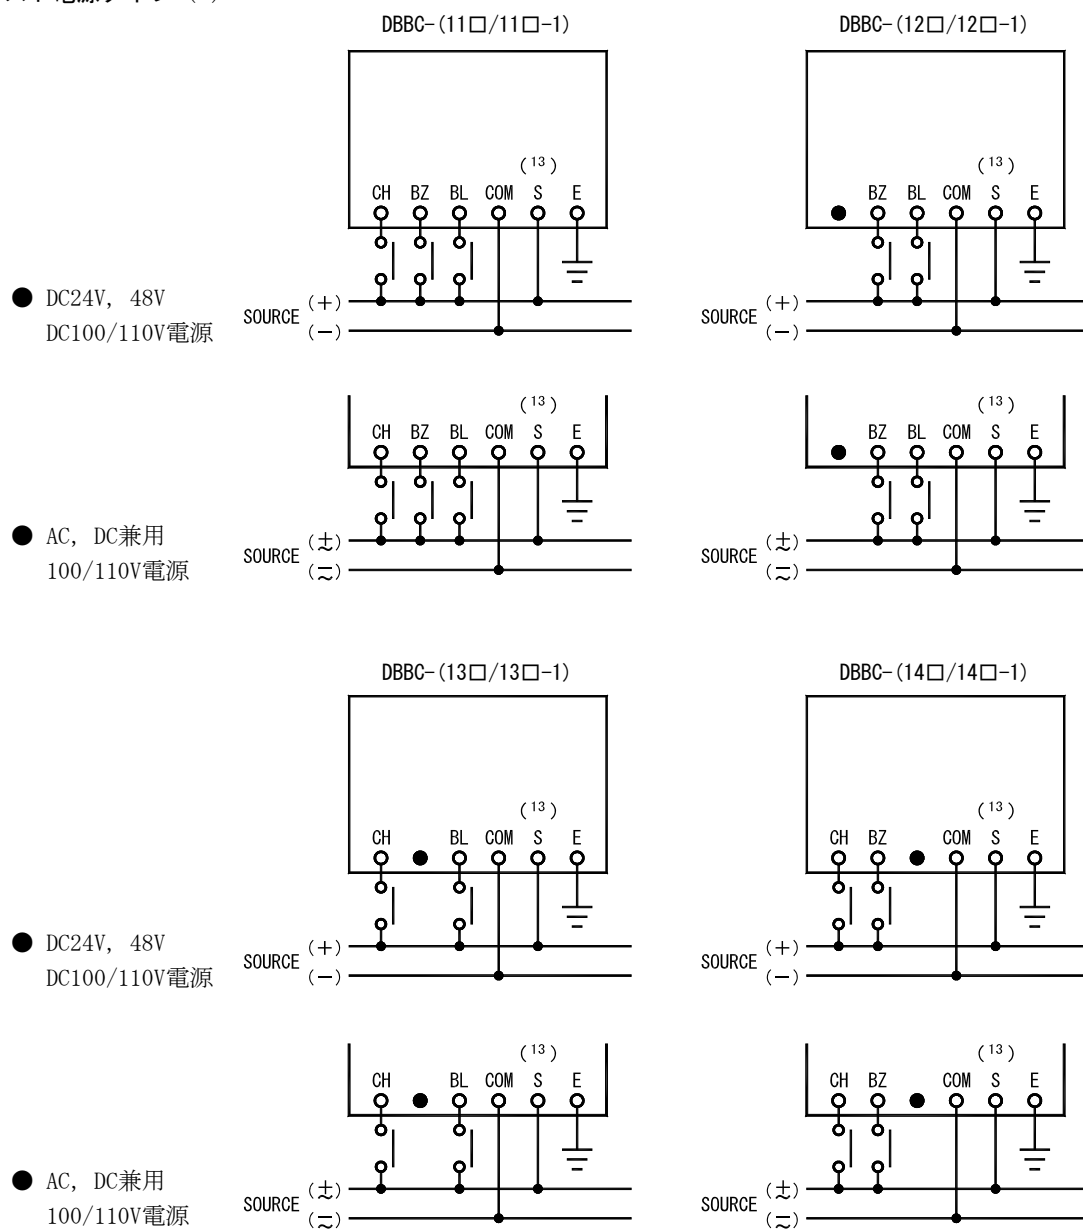 DBBC-(11□/11□-1)
DBBC-(12□/12□-1)
(13)
(13)
CH BZ BL COM S E
● BZ BL COM S E
● DC24V, 48V
DC100/110V電源
SOURCE (+)
(−)
SOURCE (+)
(−)
(13)
(13)
CH BZ BL COM S E
● BZ BL COM S E
● AC, DC兼用
100/110V電源
SOURCE (±)
(∓)
SOURCE (±)
(∓)
DBBC-(13□/13□-1)
DBBC-(14□/14□-1)
(13)
(13)
CH ● BL COM S E
CH BZ ● COM S E
● DC24V, 48V
DC100/110V電源
SOURCE (+)
(−)
SOURCE (+)
(−)
(13)
(13)
CH ● BL COM S E
CH BZ ● COM S E
● AC, DC兼用
100/110V電源
SOURCE (±)
(∓)
SOURCE (±)
(∓)